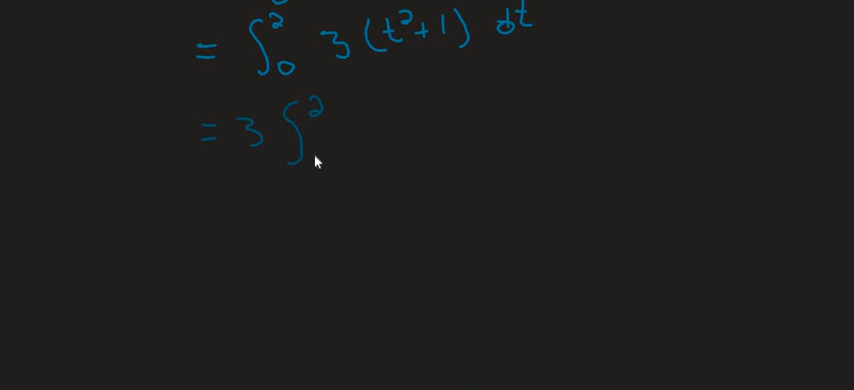 = ∫₀² 3 (t²+1) dt
= 3 ∫²